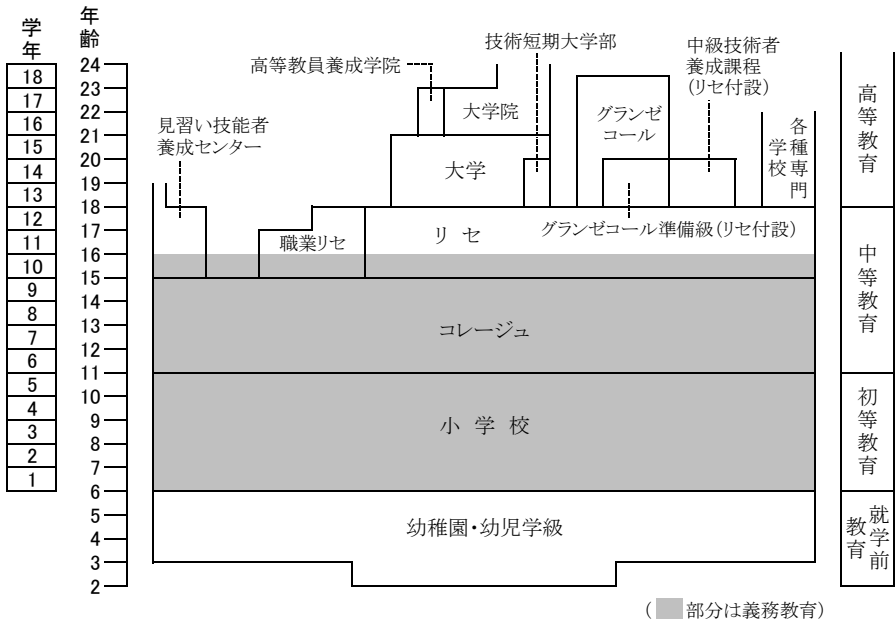 学年
18
17
16
15
14
13
12
11
10
9
8
7
6
5
4
3
2
1
年齢
24
23
22
21
20
19
18
17
16
15
14
13
12
11
10
9
8
7
6
5
4
3
2
見習い技能者
養成センター
高等教員養成学院
技術短期大学部
中級技術者
養成課程
(リセ付設)
大学院
大学
グランゼ
コール
各種専門
学校
職業リセ
リ セ
グランゼコール準備級(リセ付設)
コレージュ
小 学 校
幼稚園・幼児学級
高等教育
中等教育
初等教育
就学前
教育
( 部分は義務教育)